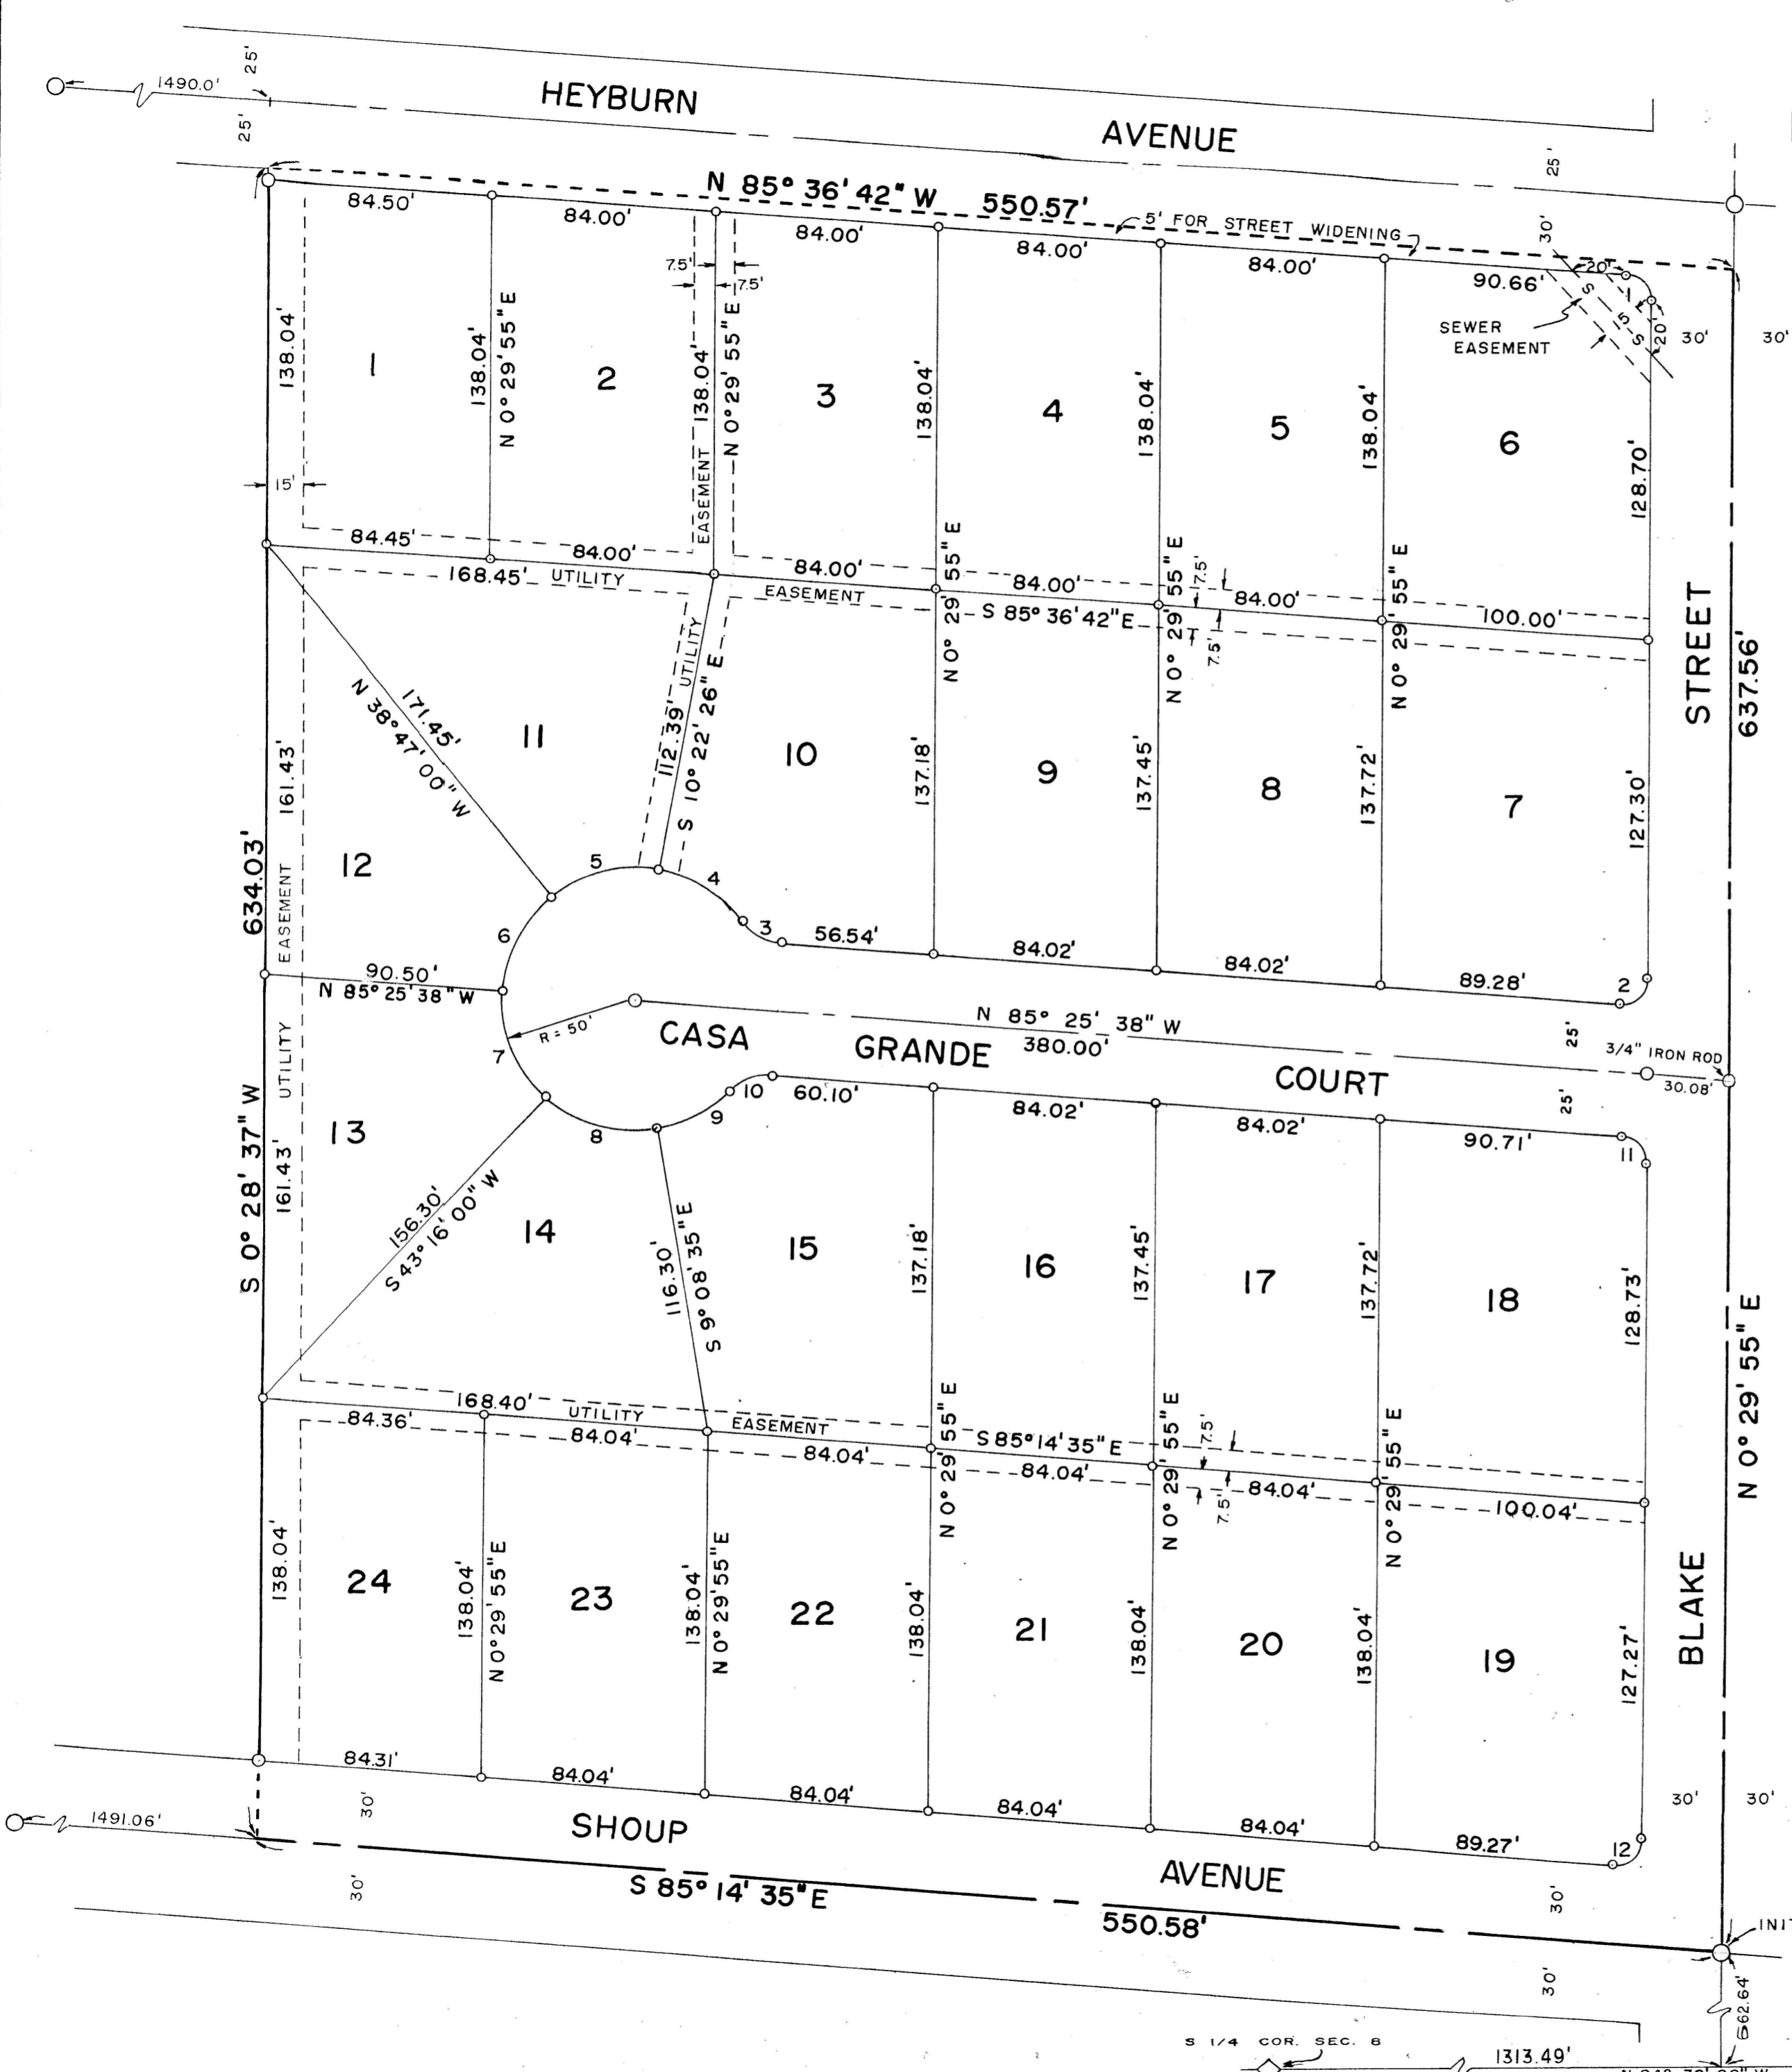 25'
1490.0'
HEYBURN
AVENUE
25'
25'
N 85° 36' 42" W 550.57'
5' FOR STREET WIDENING
30'
84.50'
84.00'
84.00'
84.00'
84.00'
90.66'
20'
1
20'
S S S
SEWER
EASEMENT
30'
30'
7.5'
7.5'
138.04'
1
138.04'
N 0° 29' 55" E
2
EASEMENT
138.04'
N 0° 29' 55" E
3
138.04'
4
138.04'
5
138.04'
6
128.70'
15'
84.45'
84.00'
84.00'
84.00'
84.00'
100.00'
168.45'
UTILITY
EASEMENT
S 85° 36' 42" E
7.5'
7.5'
N 0° 29' 55" E
N 0° 29' 55" E
N 0° 29' 55" E
STREET
637.56'
171.45'
N 38° 47' 00" W
11
112.39'
UTILITY
S 10° 22' 26" E
10
137.18'
9
137.45'
8
137.72'
7
127.30'
161.43'
12
634.03'
EASEMENT
5
4
3
6
56.54'
84.02'
84.02'
89.28'
2
90.50'
N 85° 25' 38" W
R = 50'
N 85° 25' 38" W
380.00'
CASA
GRANDE
COURT
25'
3/4" IRON ROD
30.08'
25'
UTILITY
7
S 0° 28' 37" W
13
161.43'
10
60.10'
84.02'
84.02'
90.71'
11
9
8
156.30'
S 43° 16' 00" W
14
116.30'
S 9° 08' 35" E
15
137.18'
16
137.45'
17
137.72'
18
128.73'
N 0° 29' 55" E
168.40'
UTILITY
EASEMENT
84.36'
84.04'
84.04'
S 85° 14' 35" E
84.04'
7.5'
7.5'
84.04'
100.04'
N 0° 29' 55" E
N 0° 29' 55" E
N 0° 29' 55" E
138.04'
24
138.04'
N 0° 29' 55" E
23
138.04'
N 0° 29' 55" E
22
138.04'
21
138.04'
20
138.04'
19
127.27'
BLAKE
84.31'
84.04'
84.04'
84.04'
84.04'
89.27'
12
30'
30'
1491.06'
30'
SHOUP
AVENUE
30'
30'
S 85° 14' 35" E
550.58'
INIT
30'
S 1/4 COR. SEC. 8
1313.49'